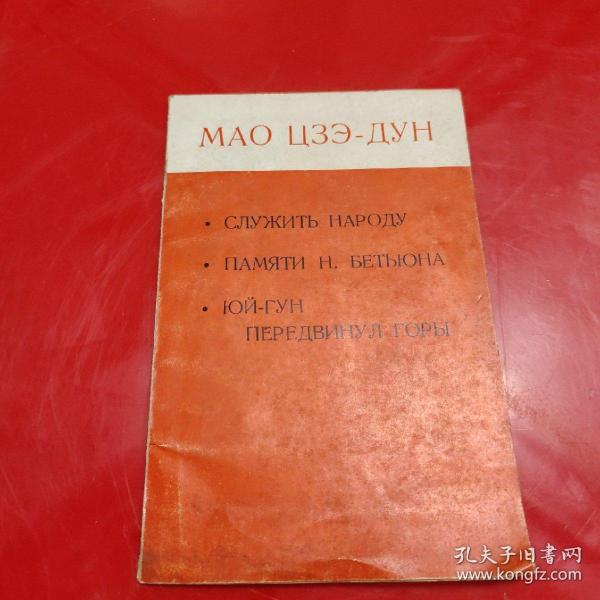 МАО ЦЗЭ-ДУН
• СЛУЖИТЬ НАРОДУ
• ПАМЯТИ Н. БЕТЬЮНА
• ЮЙ-ГУН
ПЕРЕДВИНУЛ ГОРЫ
孔夫子旧書网
www.kongfz.com